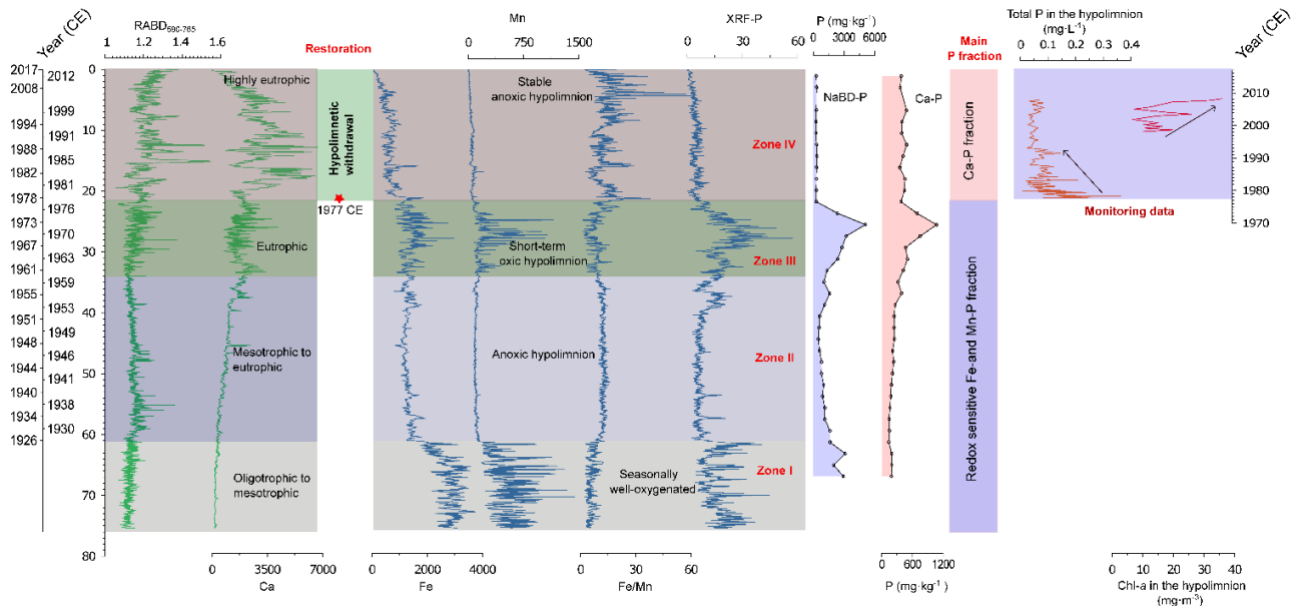 Year (CE)
RABD590-765
1
1.2
1.6
Restoration
Mn
0
750
1500
XRF-P
0
30
60
P (mg·kg-1)
0
3000
6000
Main
P fraction
Total P in the hypolimnion
(mg·L-1)
0
0.1
0.2
0.3
0.4
Year (CE)
2017
2008
1994
1988
1982
1978
1973
1967
1961
1955
1948
1944
1940
1934
1926
2012
1999
1991
1985
1981
1976
1970
1963
1959
1953
1949
1946
1941
1938
1930
0
10
20
30
40
50
60
70
80
Highly eutrophic
Eutrophic
Mesotrophic to
eutrophic
Oligotrophic to
mesotrophic
Hypolimnetic
withdrawal
1977 CE
Stable
anoxic hypolimnion
Zone IV
Short-term
oxic hypolimnion
Zone III
Anoxic hypolimnion
Zone II
Zone I
Seasonally
well-oxygenated
NaBD-P
Ca-P
Ca-P fraction
Redox sensitive Fe-and Mn-P fraction
2010
2000
1990
1980
1970
Monitoring data
0
3500
7000
Ca
0
2000
4000
Fe
0
30
60
Fe/Mn
0
600
1200
P (mg·kg-1)
0
10
20
30
40
Chl-a in the hypolimnion
(mg·m-3)